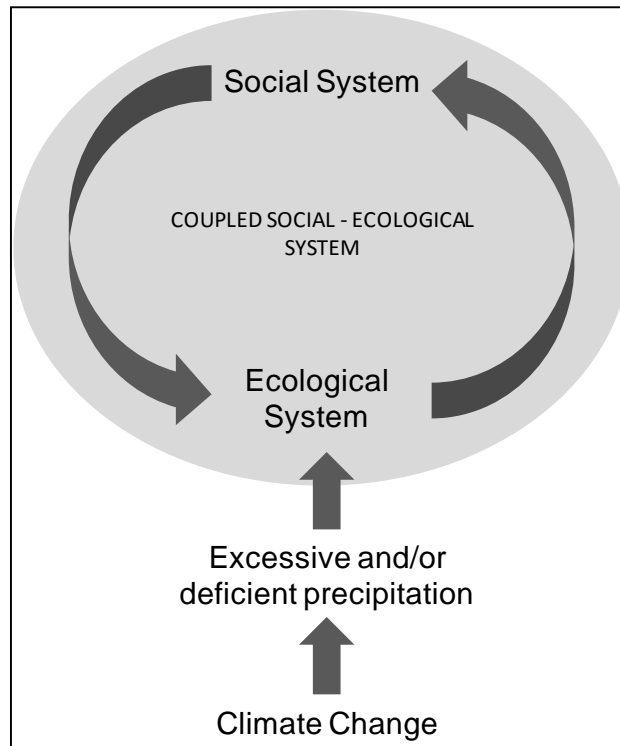 Social System
COUPLED SOCIAL - ECOLOGICAL
SYSTEM
Ecological
System
Excessive and/or
deficient precipitation
Climate Change